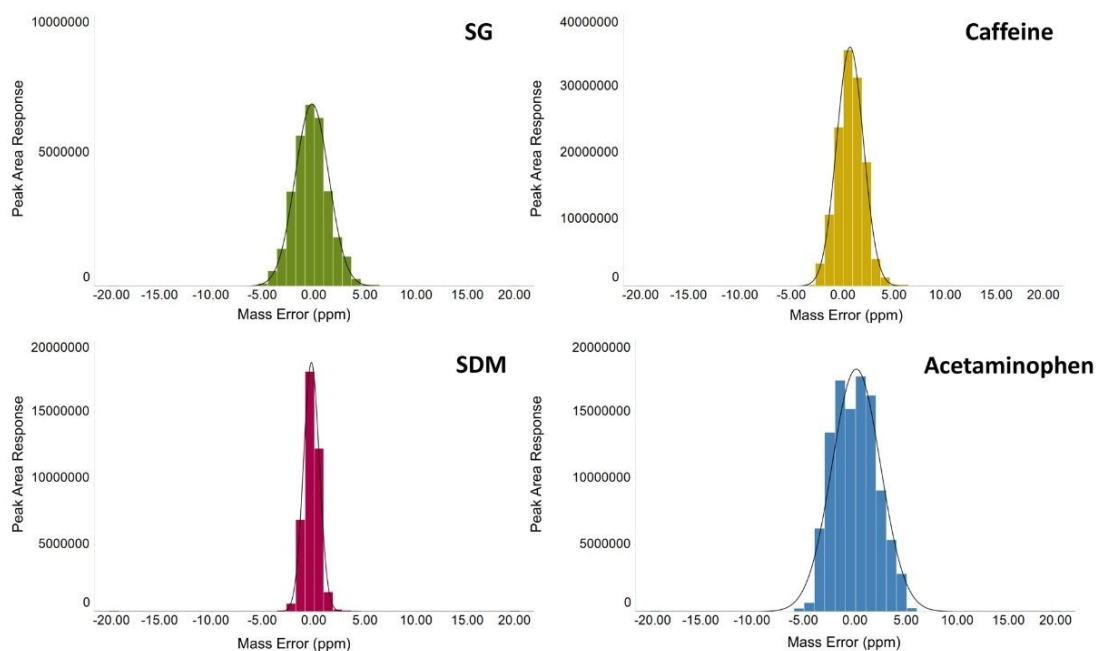 SG
10000000
5000000
0
Peak Area Response
-20.00 -15.00 -10.00 -5.00 0.00 5.00 10.00 15.00 20.00
Mass Error (ppm)
Caffeine
40000000
30000000
20000000
10000000
0
Peak Area Response
-20.00 -15.00 -10.00 -5.00 0.00 5.00 10.00 15.00 20.00
Mass Error (ppm)
SDM
20000000
15000000
10000000
5000000
0
Peak Area Response
-20.00 -15.00 -10.00 -5.00 0.00 5.00 10.00 15.00 20.00
Mass Error (ppm)
Acetaminophen
20000000
15000000
10000000
5000000
0
Peak Area Response
-20.00 -15.00 -10.00 -5.00 0.00 5.00 10.00 15.00 20.00
Mass Error (ppm)